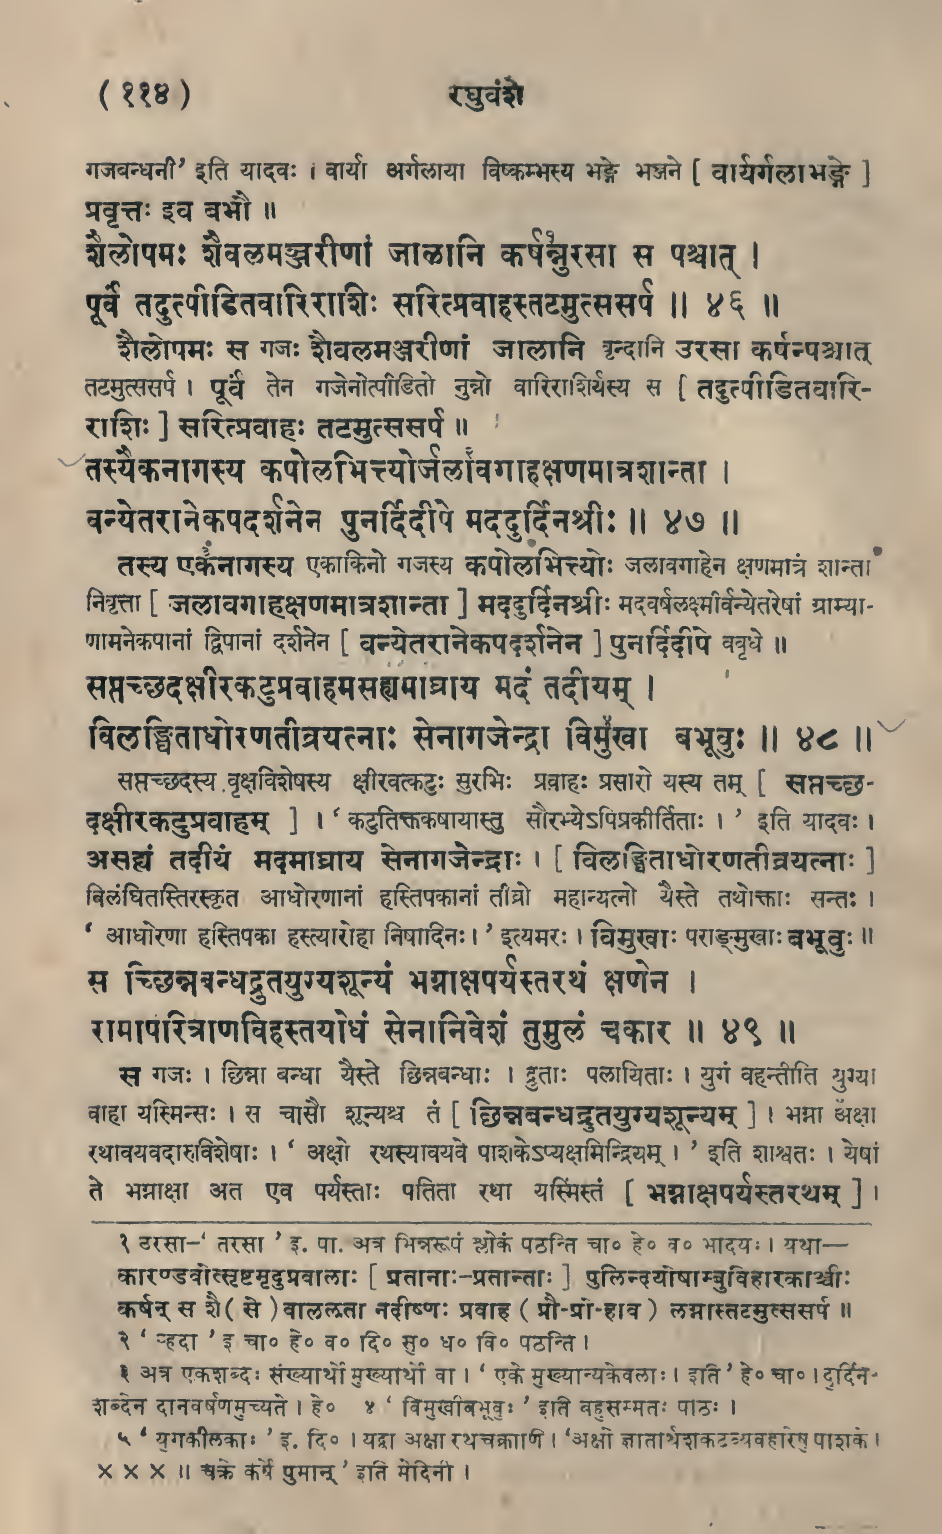 ( ११४ ) रघुवंशे
गजबन्धनी’ इति यादवः । वार्या अर्गलाया विष्कम्भस्य भङ्गे भञ्जने [ वार्यर्गलाभङ्गे ]
प्रवृत्तः इव बभौ ॥
शैलोपमः शैवलमञ्जरीणां जालानि कर्षन्नुरसा स पश्चात् ।
पूर्वं तदुत्पीडितवारिराशिः सरित्प्रवाहस्तटमुत्ससर्प ॥ ४६ ॥
शैलोपमः स गजः शैवलमञ्जरीणां जालानि वृन्दानि उरसा कर्षन्पश्चात्
तटमुत्ससर्प । पूर्वं तेन गजेनोत्पीडितो नुन्नो वारिराशिर्यस्य स [ तदुत्पीडितवारि-
राशिः ] सरित्प्रवाहः तटमुत्ससर्प ॥
तस्यैकनागस्य कपोलभित्त्योर्जलावगाहक्षणमात्रशान्ता ।
वन्येतरानेकपदर्शनेन पुनर्दिदीपे मददुर्दिनश्रीः ॥ ४७ ॥
तस्य एकनागस्य एकाकिनो गजस्य कपोलभित्त्योः जलावगाहेन क्षणमात्रं शान्ता
निवृत्ता [ जलावगाहक्षणमात्रशान्ता ] मददुर्दिनश्रीः मदवर्षलक्ष्मीर्वन्येतरेषां ग्राम्या-
णामनेकपानां द्विपानां दर्शनेन [ वन्येतरानेकपदर्शनेन ] पुनर्दिदीपे ववृधे ॥
सप्तच्छदक्षीरकटुप्रवाहमसह्यमाघ्राय मदं तदीयम् ।
विलङ्घिताधोरणतीव्रयत्नाः सेनागजेन्द्रा विमुखा बभूवुः ॥ ४८ ॥
सप्तच्छदस्य वृक्षविशेषस्य क्षीरवत्कटुः सुरभिः प्रवाहः प्रसारो यस्य तम् [ सप्तच्छ-
दक्षीरकटुप्रवाहम् ] । ‘ कटुतिक्तकषायास्तु सौरभ्येऽपिप्रकीर्तिताः । ’ इति यादवः ।
असह्यं तदीयं मदमाघ्राय सेनागजेन्द्राः । [ विलङ्घिताधोरणतीव्रयत्नाः ]
विलंघितस्तिरस्कृत आधोरणानां हस्तिपकानां तीव्रो महान्यत्नो यैस्ते तथोक्ताः सन्तः ।
‘ आधोरणा हस्तिपका हस्त्यारोहा निषादिनः । ’ इत्यमरः । विमुखाः पराङ्मुखाः बभूवुः ॥
स च्छिन्नबन्धद्रुतयुग्यशून्यं भग्नाक्षपर्यस्तरथं क्षणेन ।
रामापरित्राणविहस्तयोधं सेनानिवेशं तुमुलं चकार ॥ ४९ ॥
स गजः । छिन्ना बन्धा यैस्ते छिन्नबन्धाः । द्रुताः पलायिताः । युगं वहन्तीति युग्या
वाहा यस्मिन्सः । स चासौ शून्यश्च तं [ छिन्नबन्धद्रुतयुग्यशून्यम् ] । भग्ना अक्षा
रथावयवदारुविशेषाः । ‘ अक्षो रथस्यावयवे पाशकेऽप्यक्षमिन्द्रियम् । ’ इति शाश्वतः । येषां
ते भग्नाक्षा अत एव पर्यस्ताः पतिता रथा यस्मिंस्तं [ भग्नाक्षपर्यस्तरथम् ] ।
१ उरसा–‘ तरसा ’ इ. पा. अत्र भिन्नरूपं श्लोकं पठन्ति चा० हे० व० भादयः । यथा—
कारण्डवोत्सृष्टमृदुप्रवालाः [ प्रतानाः–प्रतान्ताः ] पुलिन्दयोषाम्बुविहारकाञ्चीः
कर्षन् स शै( से ) वाललता नदीष्णः प्रवाह ( प्रौ-प्रो-हाव ) लग्नास्तटमुत्ससर्प ॥
२ ‘ ऱ्हदा ’ इ चा० हे० व० दि० सु० ध० वि० पठन्ति ।
३ अत्र एकशब्दः संख्यार्थो मुख्यार्थो वा । ‘ एके मुख्यान्यकेवलाः । इति ’ हे० चा० । दुर्दिन-
शब्देन दानवर्षणमुच्यते । हे० ४ ‘ विमुखीबभूवुः ’ इति बहुसम्मतः पाठः ।
५ ‘ युगकीलकाः ’ इ. दि० । यद्वा अक्षा रथचक्राणि । ‘अक्षो ज्ञातार्थशकटव्यवहारेषु पाशके ।
× × × ॥ चक्रे कर्षे पुमान् ’ इति मेदिनी ।